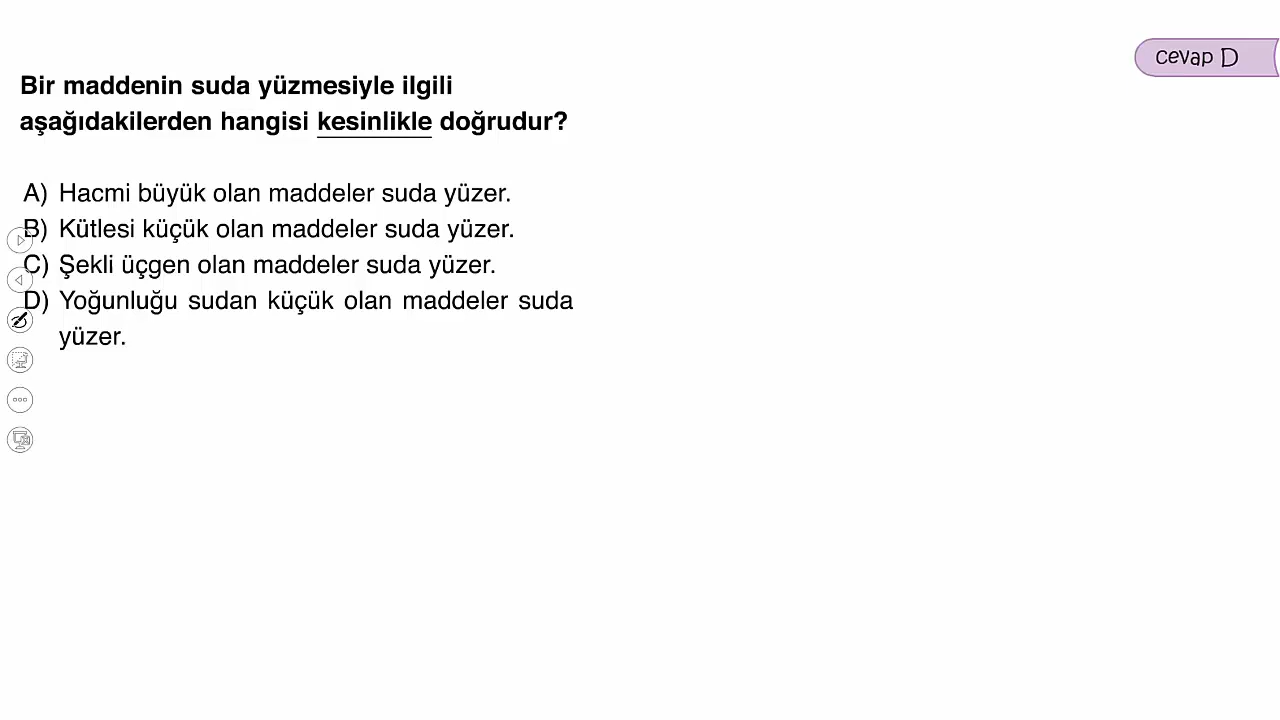 cevap D
Bir maddenin suda yüzmesiyle ilgili
aşağıdakilerden hangisi kesinlikle doğrudur?
A) Hacmi büyük olan maddeler suda yüzer.
B) Kütlesi küçük olan maddeler suda yüzer.
C) Şekli üçgen olan maddeler suda yüzer.
D) Yoğunluğu sudan küçük olan maddeler suda
yüzer.